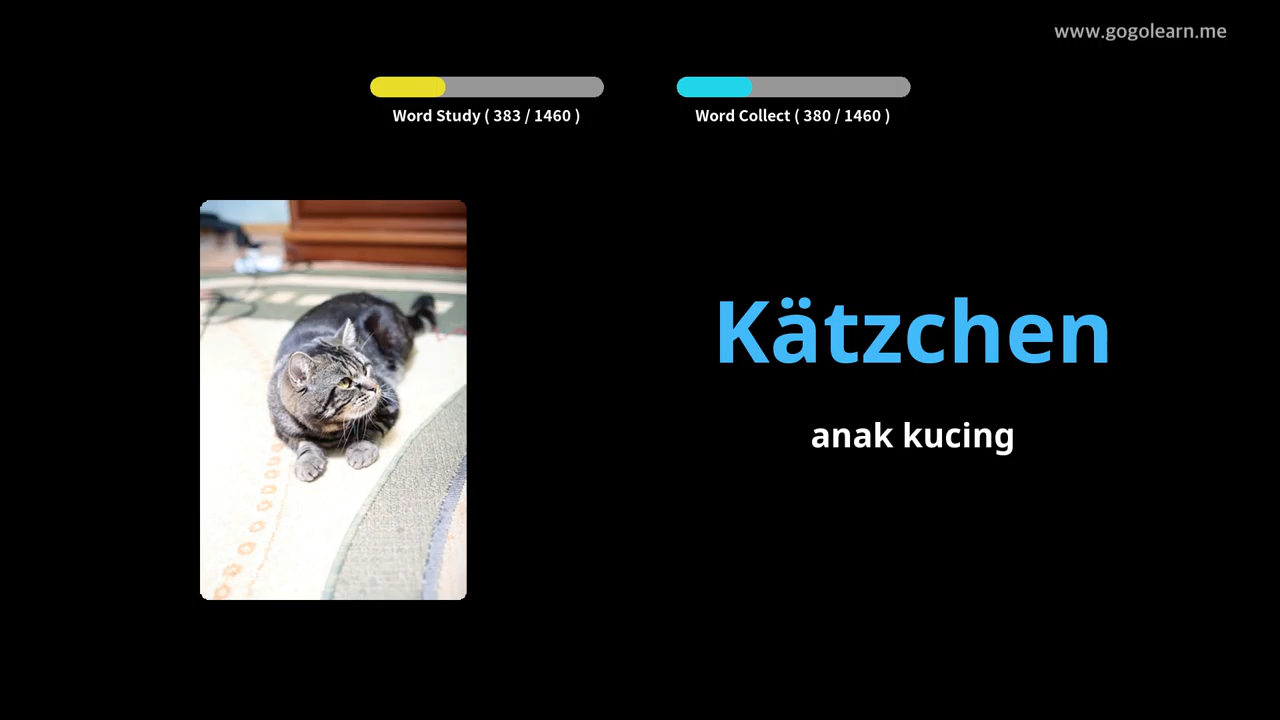 www.gogolearn.me
Word Study ( 383 / 1460 )
Word Collect ( 380 / 1460 )
Kätzchen
anak kucing